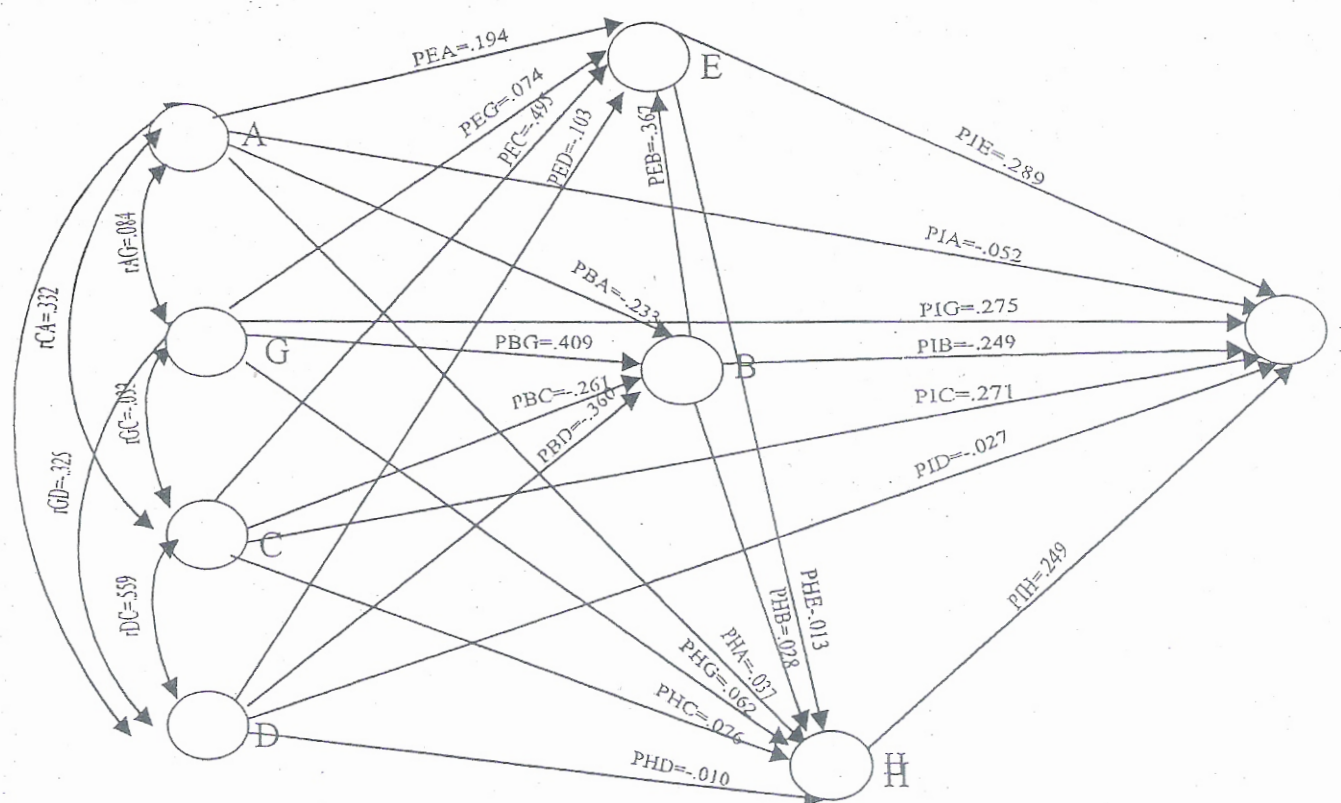 PEA=.194
E
PEG=.074
PEC=-.495
PED=-.103
PEB=-.367
PIE=.289
A
rAG=.084
rCA=.332
PIA=-.052
PBA=-.233
PIG=.275
G
PBG=.409
B
PIB=-.249
PBC=-.261
PIC=.271
PBD=-.360
rGC=-.032
rGD=-.325
PID=-.027
C
rDC=.559
PIH=.249
PHE-.013
PHB=.028
PHA=-.037
PHG=.062
PHC=.076
D
PHD=-.010
H
H